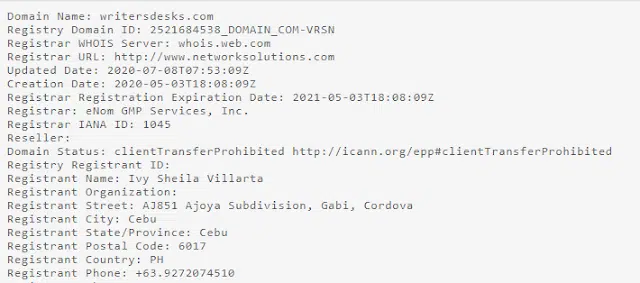 Domain Name: writersdesks.com
Registry Domain ID: 2521684538_DOMAIN_COM-VRSN
Registrar WHOIS Server: whois.web.com
Registrar URL: http://www.networksolutions.com
Updated Date: 2020-07-08T07:53:09Z
Creation Date: 2020-05-03T18:08:09Z
Registrar Registration Expiration Date: 2021-05-03T18:08:09Z
Registrar: eNom GMP Services, Inc.
Registrar IANA ID: 1045
Reseller:
Domain Status: clientTransferProhibited http://icann.org/epp#clientTransferProhibited
Registry Registrant ID:
Registrant Name: Ivy Sheila Villarta
Registrant Organization:
Registrant Street: AJ851 Ajoya Subdivision, Gabi, Cordova
Registrant City: Cebu
Registrant State/Province: Cebu
Registrant Postal Code: 6017
Registrant Country: PH
Registrant Phone: +63.9272074510